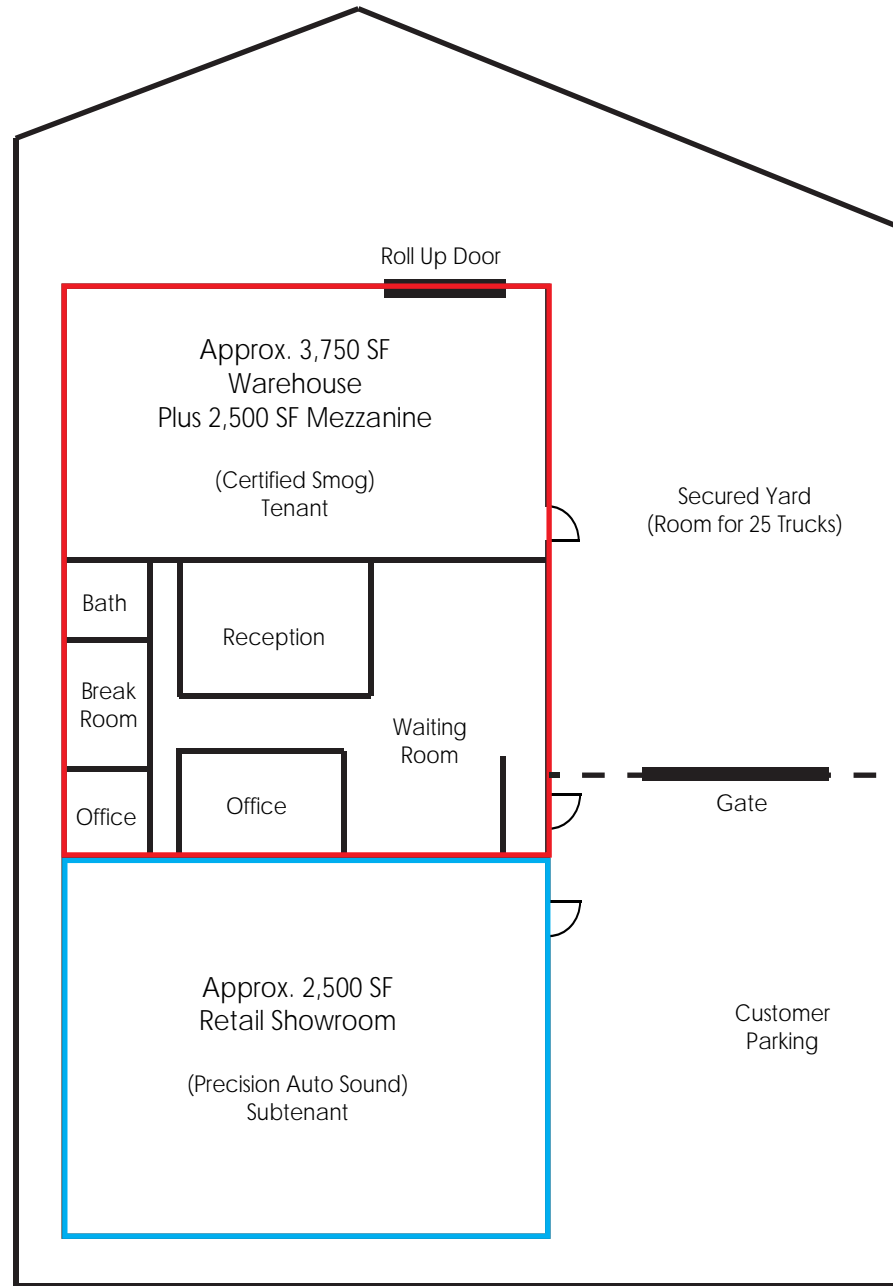 Roll Up Door
Approx. 3,750 SF
Warehouse
Plus 2,500 SF Mezzanine
(Certified Smog)
Tenant
Secured Yard
(Room for 25 Trucks)
Bath
Reception
Break
Room
Waiting
Room
Office
Office
Gate
Approx. 2,500 SF
Retail Showroom
(Precision Auto Sound)
Subtenant
Customer
Parking